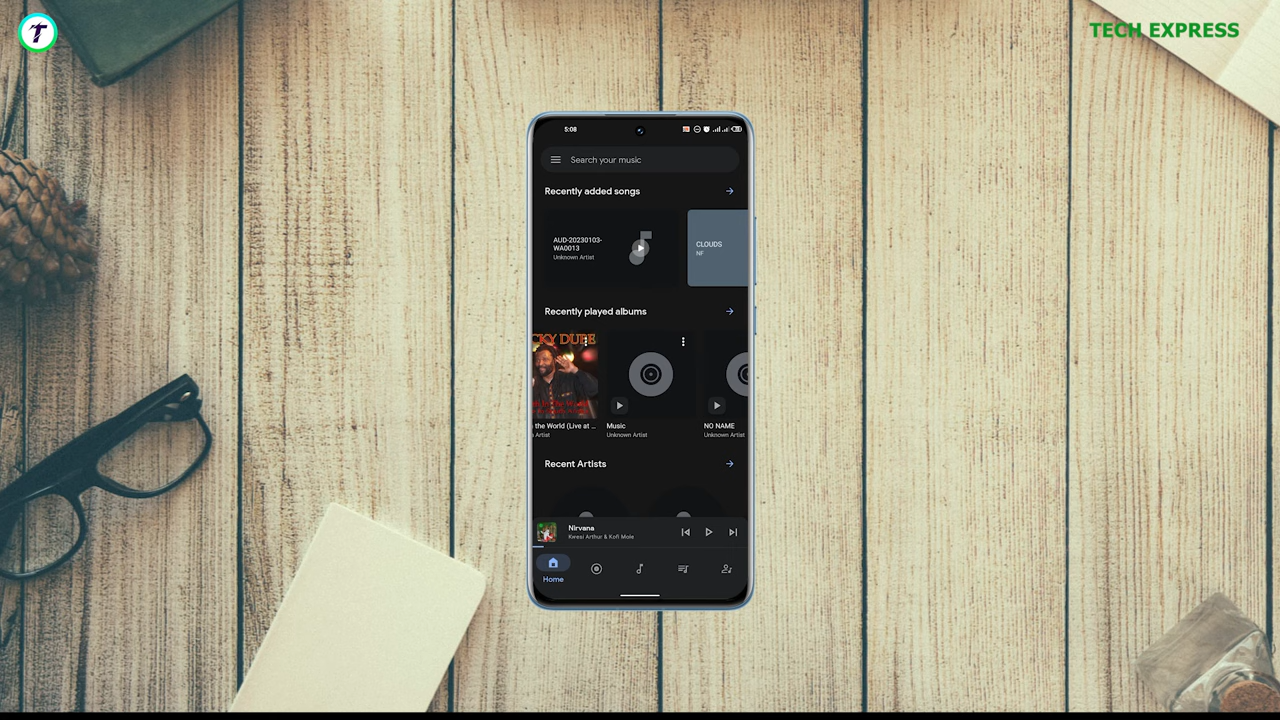 T
TECH EXPRESS
5:08
Search your music
Recently added songs
AUD-20230103-
WA0013
Unknown Artist
CLOUDS
NF
Recently played albums
CKY DUBE
the World (Live at ...
Artist
Music
Unknown Artist
NO NAME
Unknown Artist
Recent Artists
Nirvana
Kwesi Arthur & Kofi Mole
Home